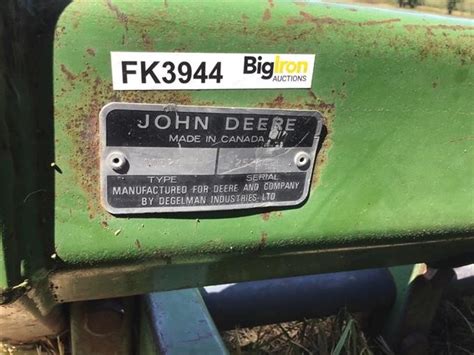 FK3944
BigIron
AUCTIONS
JOHN DEERE
MADE IN CANADA
TYPE SERIAL
MANUFACTURED FOR DEERE AND COMPANY
BY DEGELMAN INDUSTRIES LTD